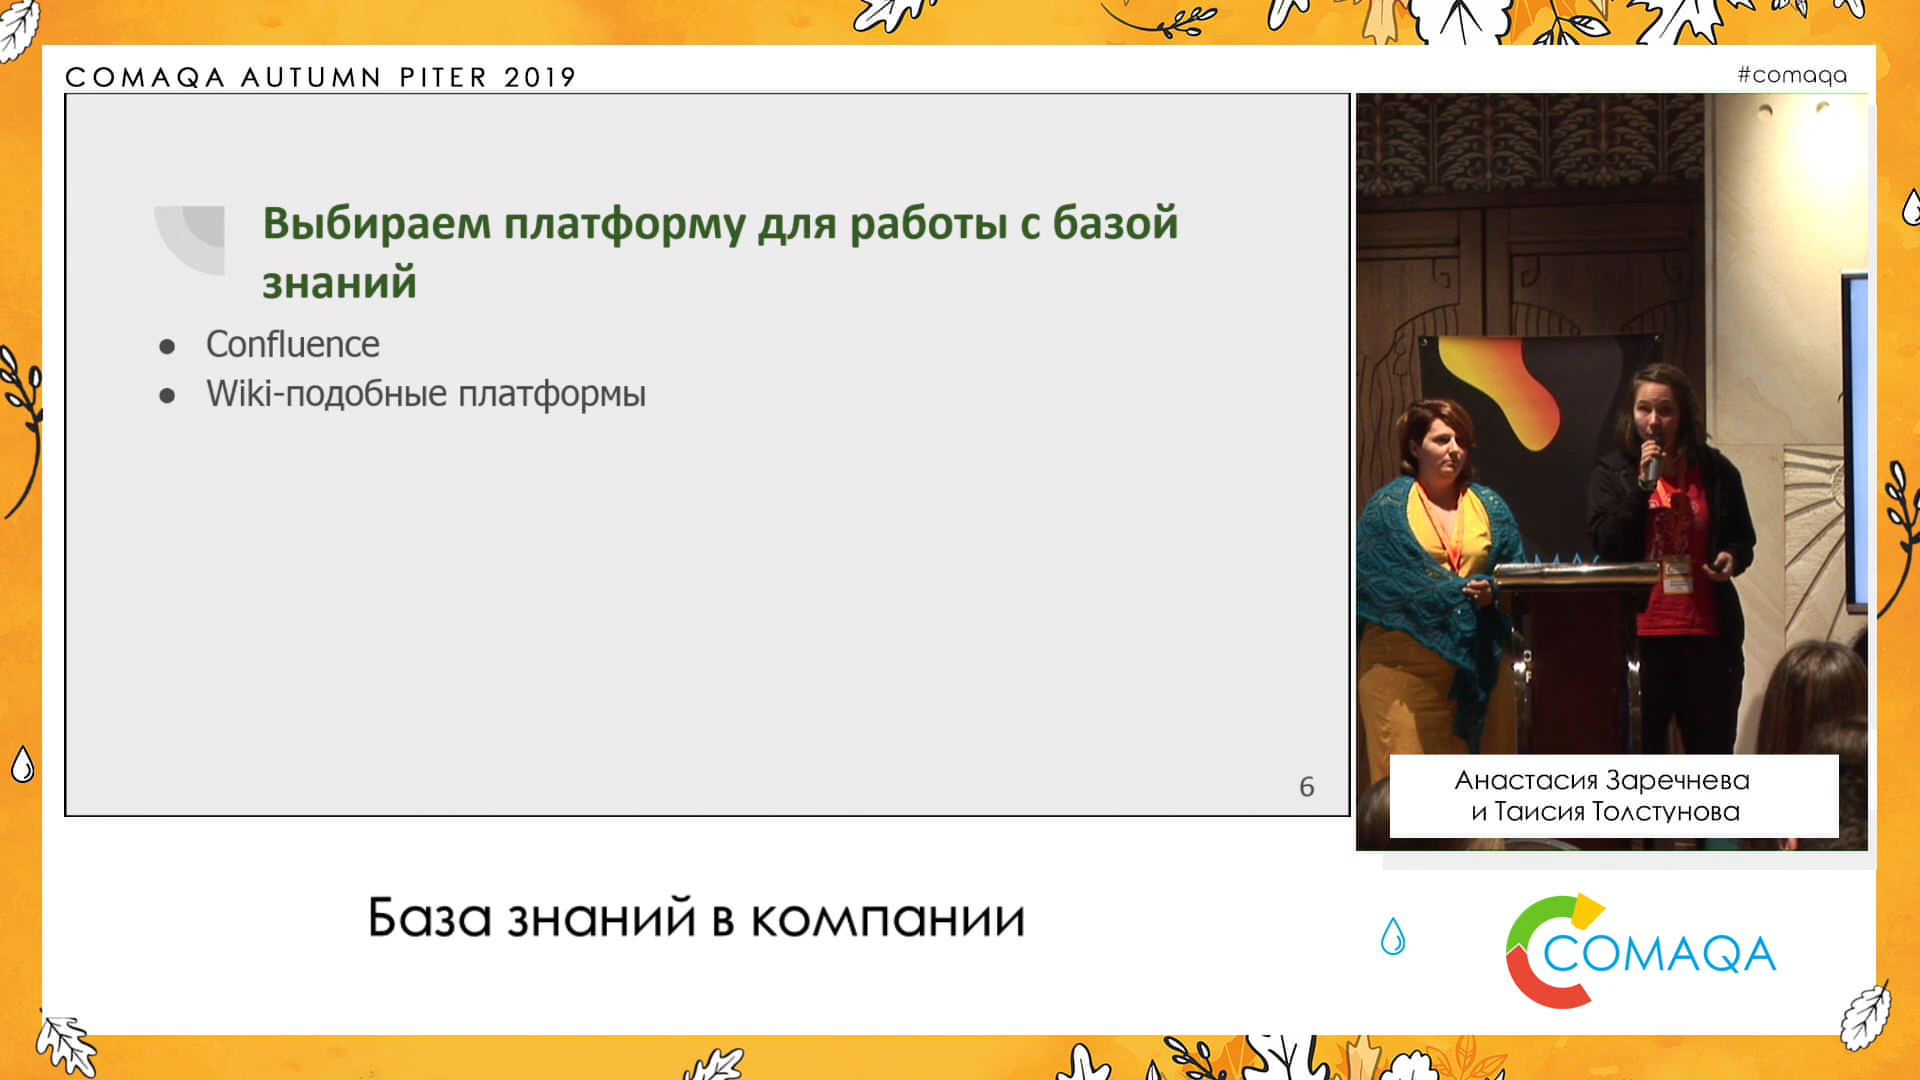 COMAQA AUTUMN PITER 2019
#comaqa
Выбираем платформу для работы с базой
знаний
● Confluence
● Wiki-подобные платформы
6
Анастасия Заречнева
и Таисия Толстунова
База знаний в компании
COMAQA